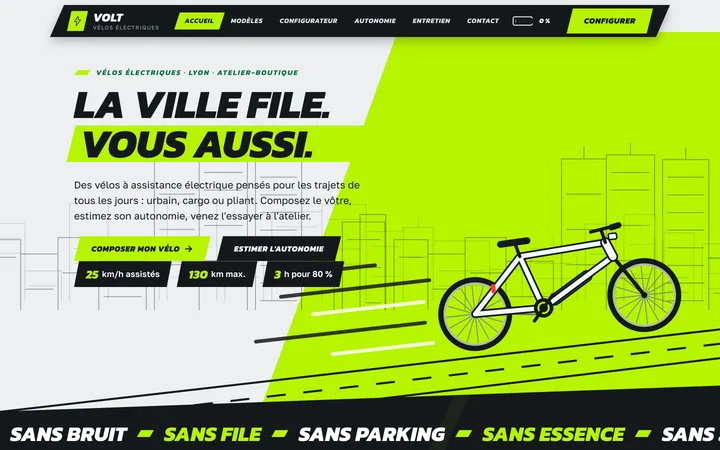 VOLT
VÉLOS ÉLECTRIQUES
ACCUEIL MODÈLES CONFIGURATEUR AUTONOMIE ENTRETIEN CONTACT 0 % CONFIGURER
VÉLOS ÉLECTRIQUES · LYON · ATELIER-BOUTIQUE
LA VILLE FILE.
VOUS AUSSI.
Des vélos à assistance électrique pensés pour les trajets de
tous les jours : urbain, cargo ou pliant. Composez le vôtre,
estimez son autonomie, venez l'essayer à l'atelier.
COMPOSER MON VÉLO → ESTIMER L'AUTONOMIE
25 km/h assistés 130 km max. 3 h pour 80 %
SANS BRUIT SANS FILE SANS PARKING SANS ESSENCE SANS